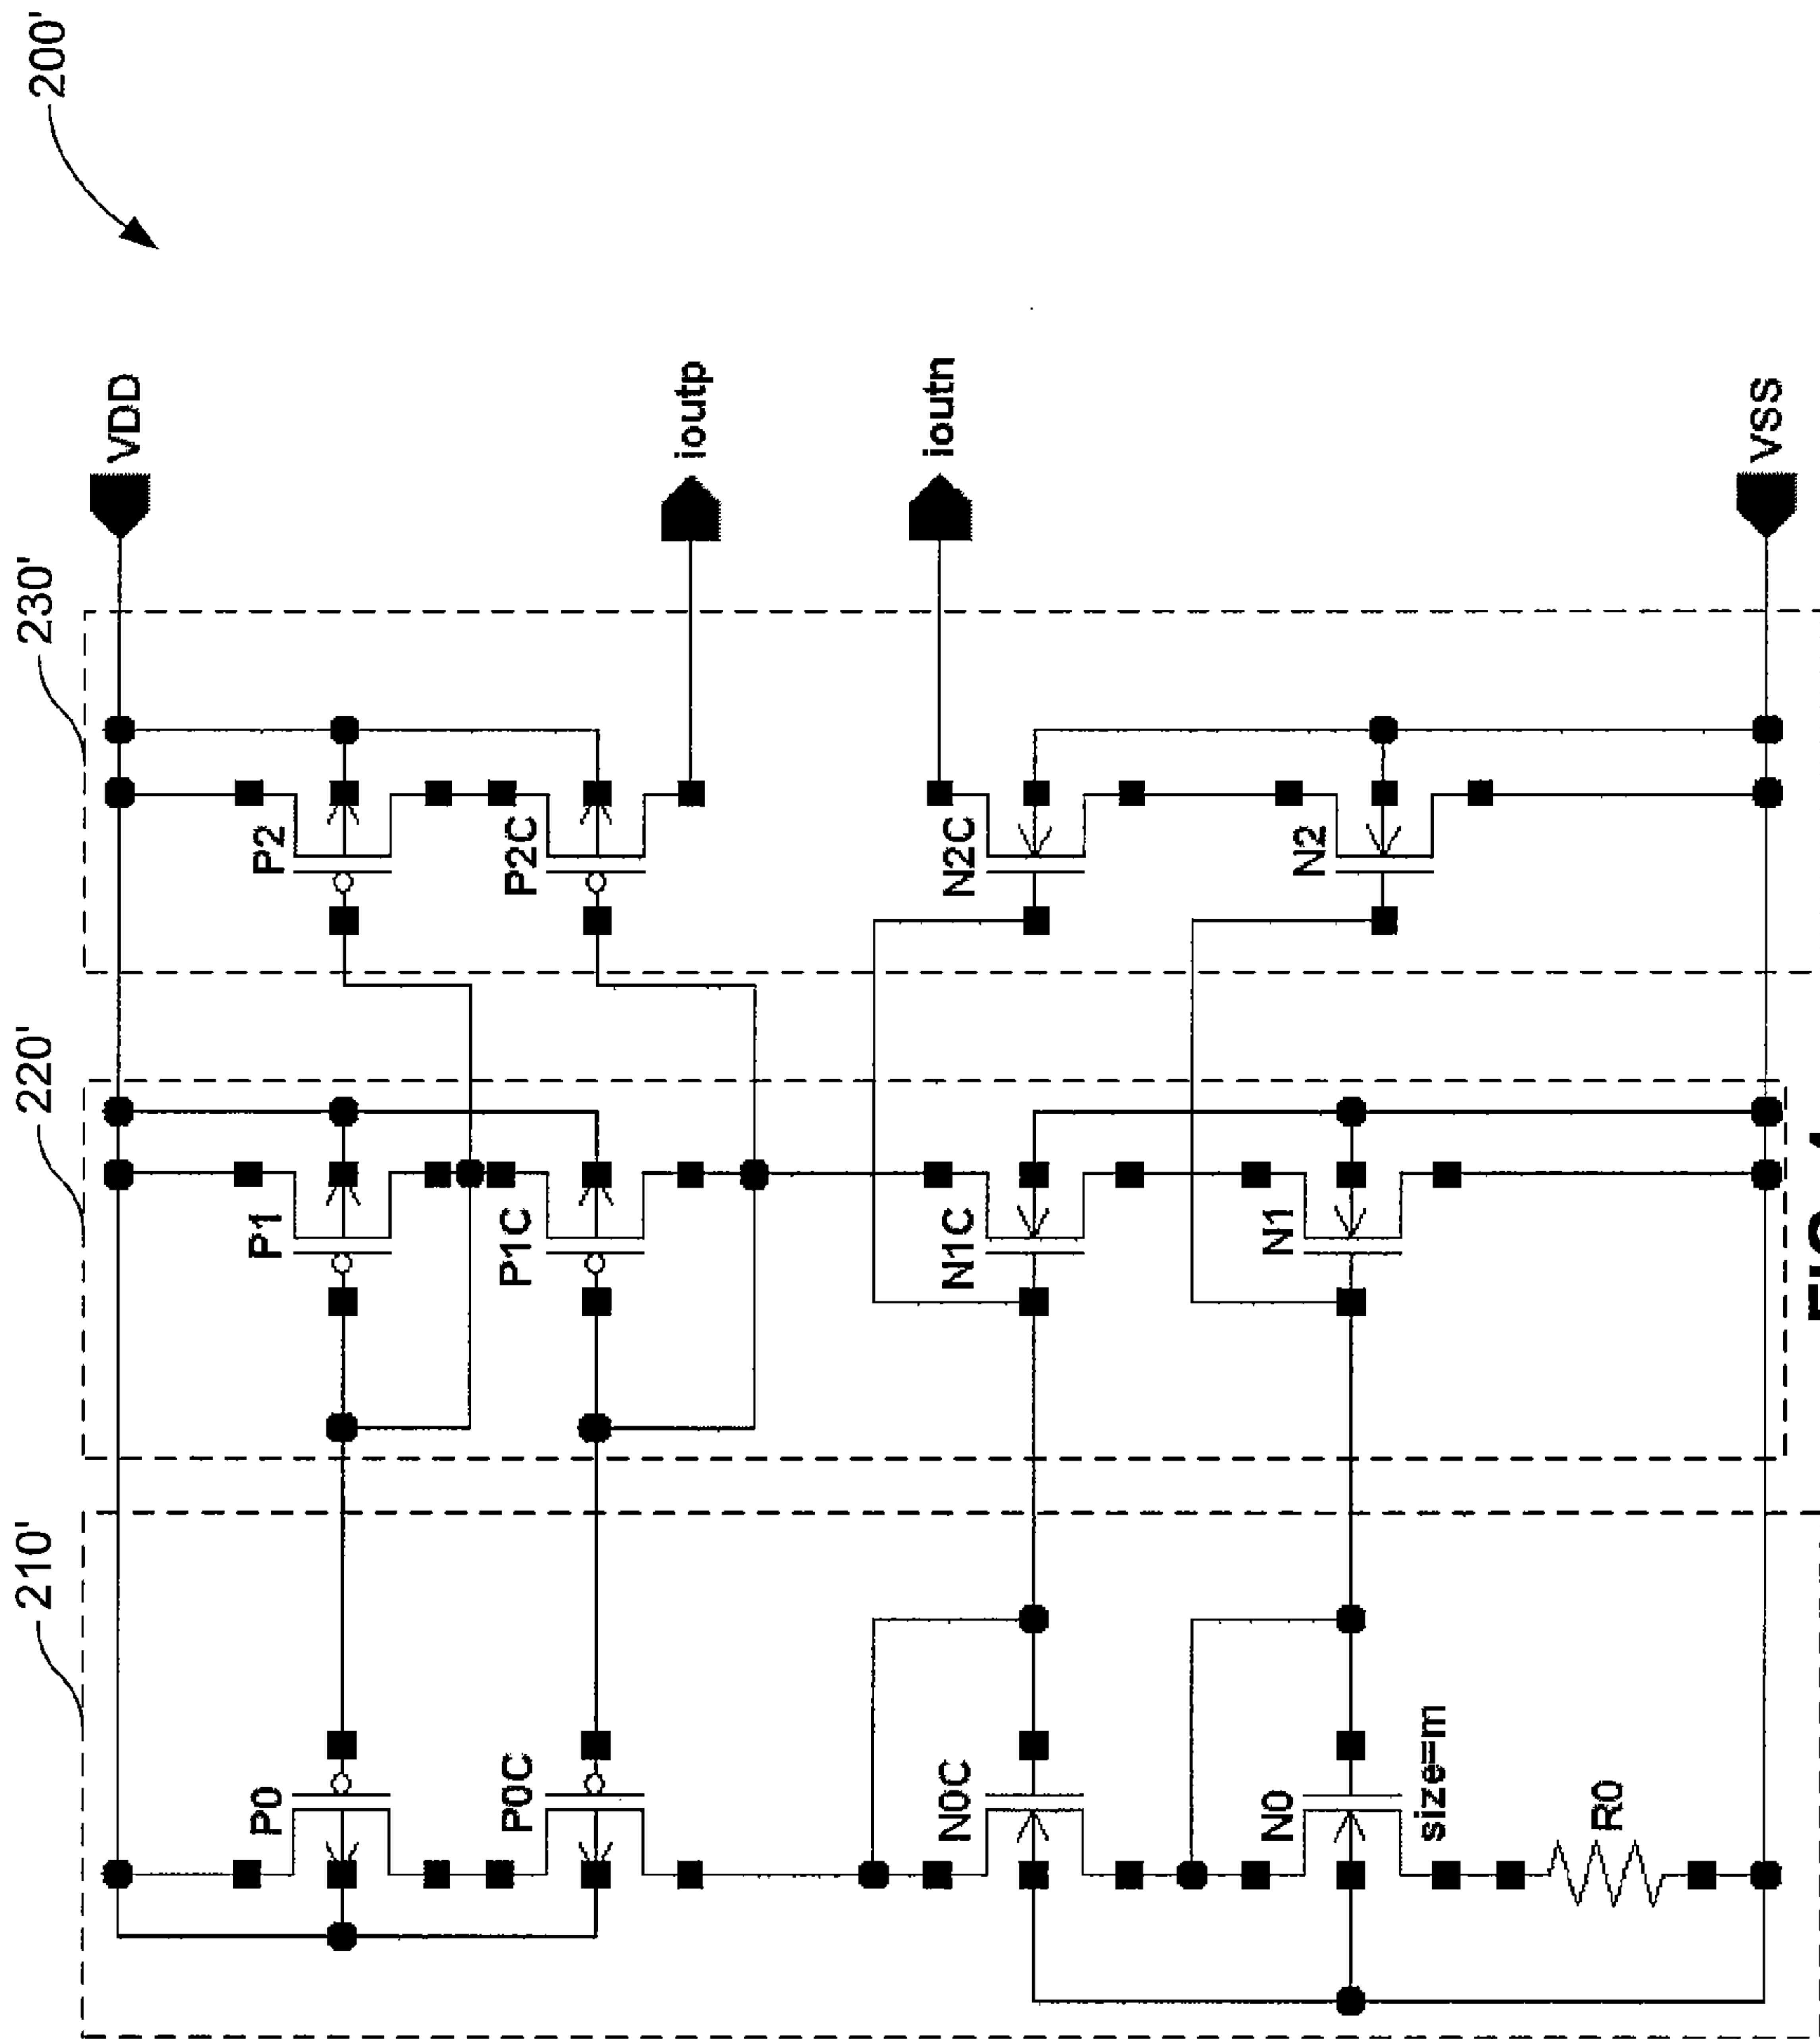 200'
210'
220'
230'
VDD
P0
P1
P2
P0C
P1C
P2C
ioutp
ioutn
N0C
N1C
N2C
N0
N1
N2
size=m
R0
VSS
FIG